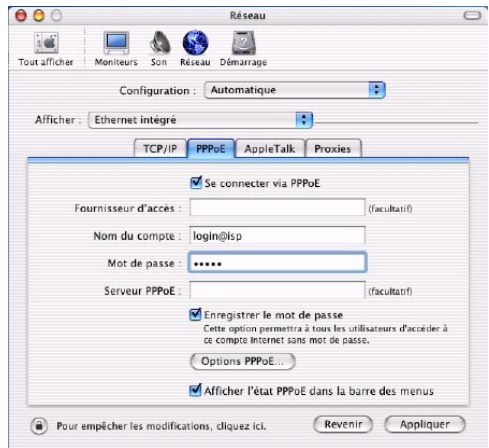 Réseau
Tout afficher Moniteurs Son Réseau Démarrage
Configuration : Automatique
Afficher : Ethernet intégré
TCP/IP PPPoE AppleTalk Proxies
Se connecter via PPPoE
Fournisseur d'accès : (facultatif)
Nom du compte : login@isp
Mot de passe : •••••
Serveur PPPoE : (facultatif)
Enregistrer le mot de passe
Cette option permettra à tous les utilisateurs d'accéder à
ce compte Internet sans mot de passe.
Options PPPoE...
Afficher l'état PPPoE dans la barre des menus
Pour empêcher les modifications, cliquez ici. Revenir Appliquer